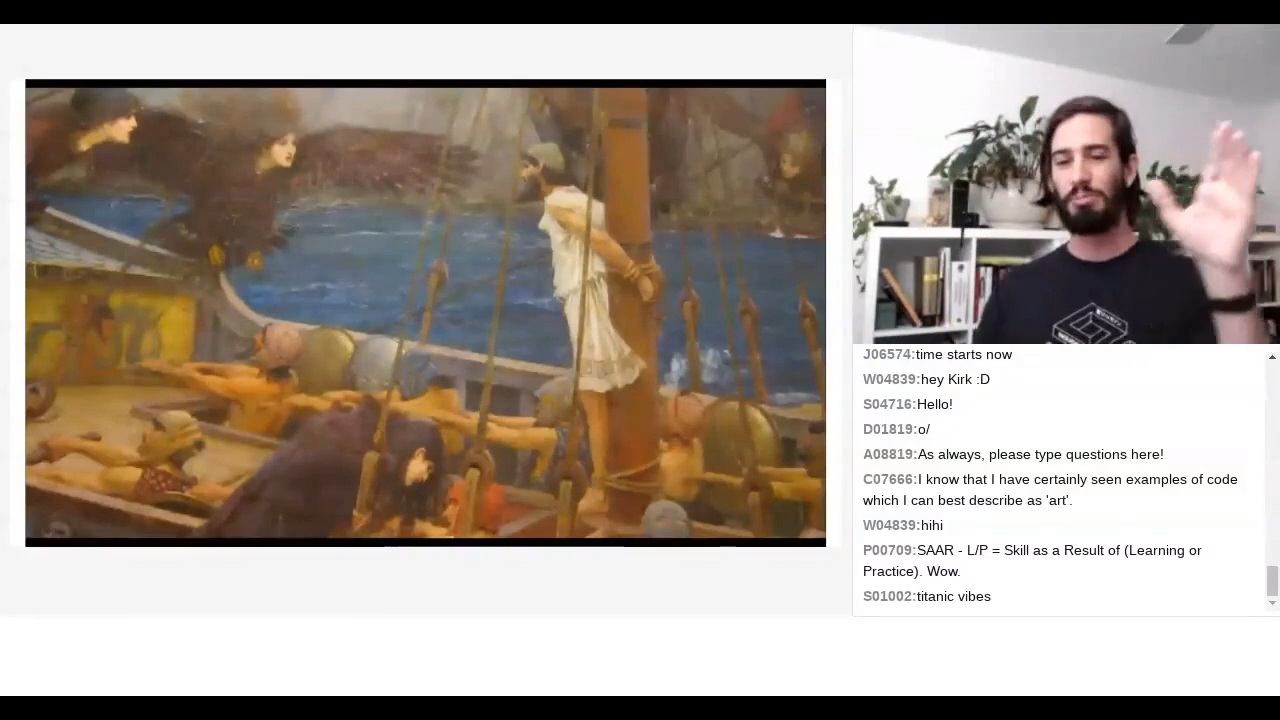 J06574:time starts now
W04839:hey Kirk :D
S04716:Hello!
D01819:o/
A08819:As always, please type questions here!
C07666:I know that I have certainly seen examples of code
which I can best describe as 'art'.
W04839:hihi
P00709:SAAR - L/P = Skill as a Result of (Learning or
Practice). Wow.
S01002:titanic vibes